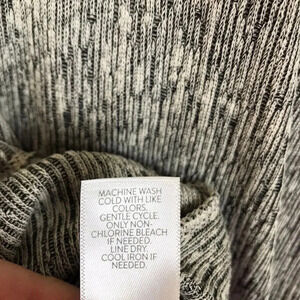 MACHINE WASH
COLD WITH LIKE
COLORS.
GENTLE CYCLE.
ONLY NON-
CHLORINE BLEACH
IF NEEDED.
LINE DRY.
COOL IRON IF
NEEDED.